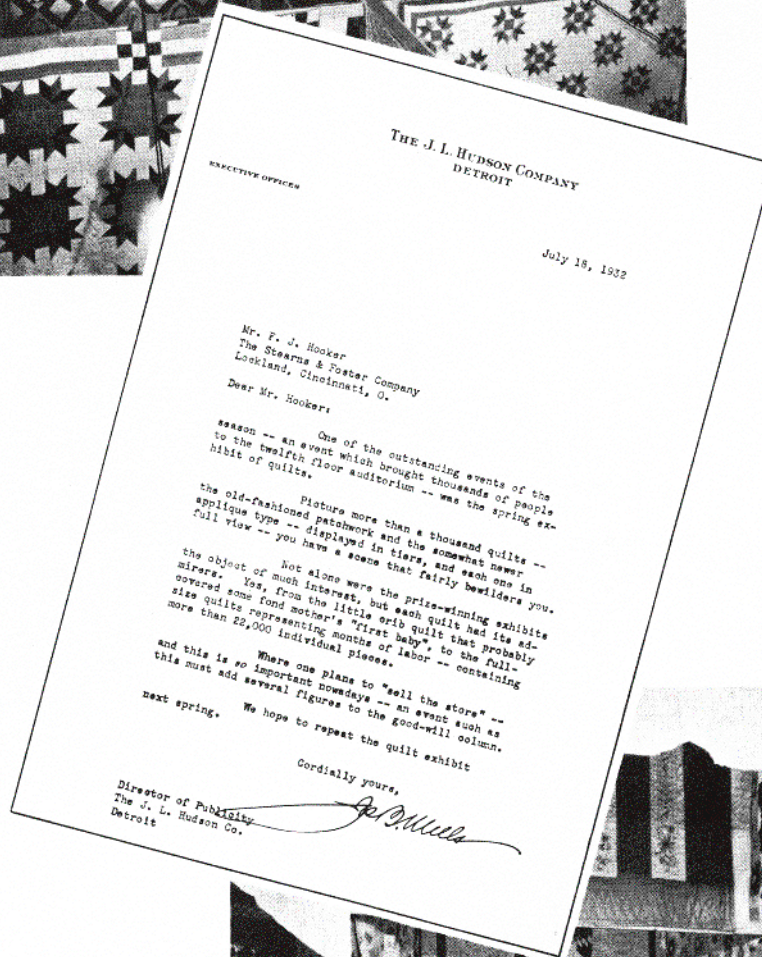 THE J. L. HUDSON COMPANY
DETROIT
EXECUTIVE OFFICES
July 18, 1932
Mr. F. J. Hooker
The Stearns & Foster Company
Lockland, Cincinnati, O.
Dear Mr. Hooker:
One of the outstanding events of the
season -- an event which brought thousands of people
to the twelfth floor auditorium -- was the spring ex-
hibit of quilts.
Picture more than a thousand quilts --
the old-fashioned patchwork and the somewhat newer
applique type -- displayed in tiers, and each one in
full view -- you have a scene that fairly bewilders you.
Not alone were the prize-winning exhibits
the object of much interest, but each quilt had its ad-
mirers. Yes, from the little crib quilt that probably
covered some fond mother's "first baby", to the full-
size quilts representing months of labor -- containing
more than 22,000 individual pieces.
Where one plans to "sell the store" --
and this is so important nowadays -- an event such as
this must add several figures to the good-will column.
We hope to repeat the quilt exhibit
next spring.
Cordially yours,
Jos B. Mills
Director of Publicity
The J. L. Hudson Co.
Detroit